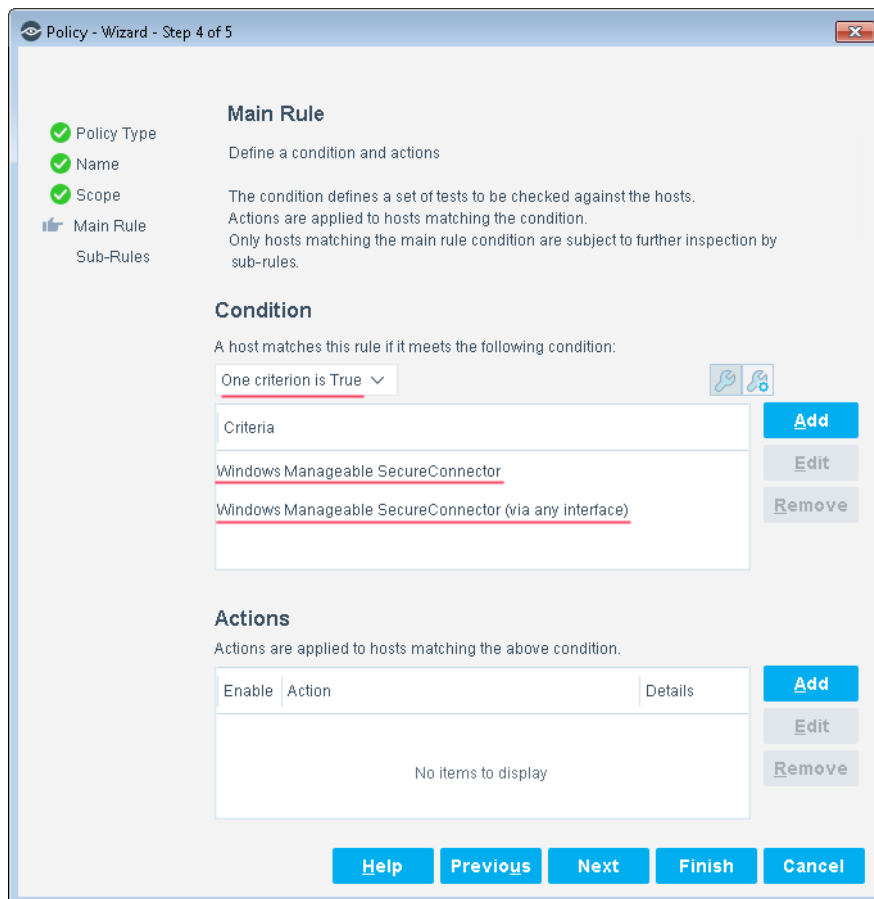 Policy - Wizard - Step 4 of 5
Policy Type
Name
Scope
Main Rule
Sub-Rules
Main Rule
Define a condition and actions
The condition defines a set of tests to be checked against the hosts.
Actions are applied to hosts matching the condition.
Only hosts matching the main rule condition are subject to further inspection by
sub-rules.
Condition
A host matches this rule if it meets the following condition:
One criterion is True
Criteria
Add
Windows Manageable SecureConnector
Edit
Windows Manageable SecureConnector (via any interface)
Remove
Actions
Actions are applied to hosts matching the above condition.
Enable Action Details
Add
Edit
No items to display
Remove
Help Previous Next Finish Cancel